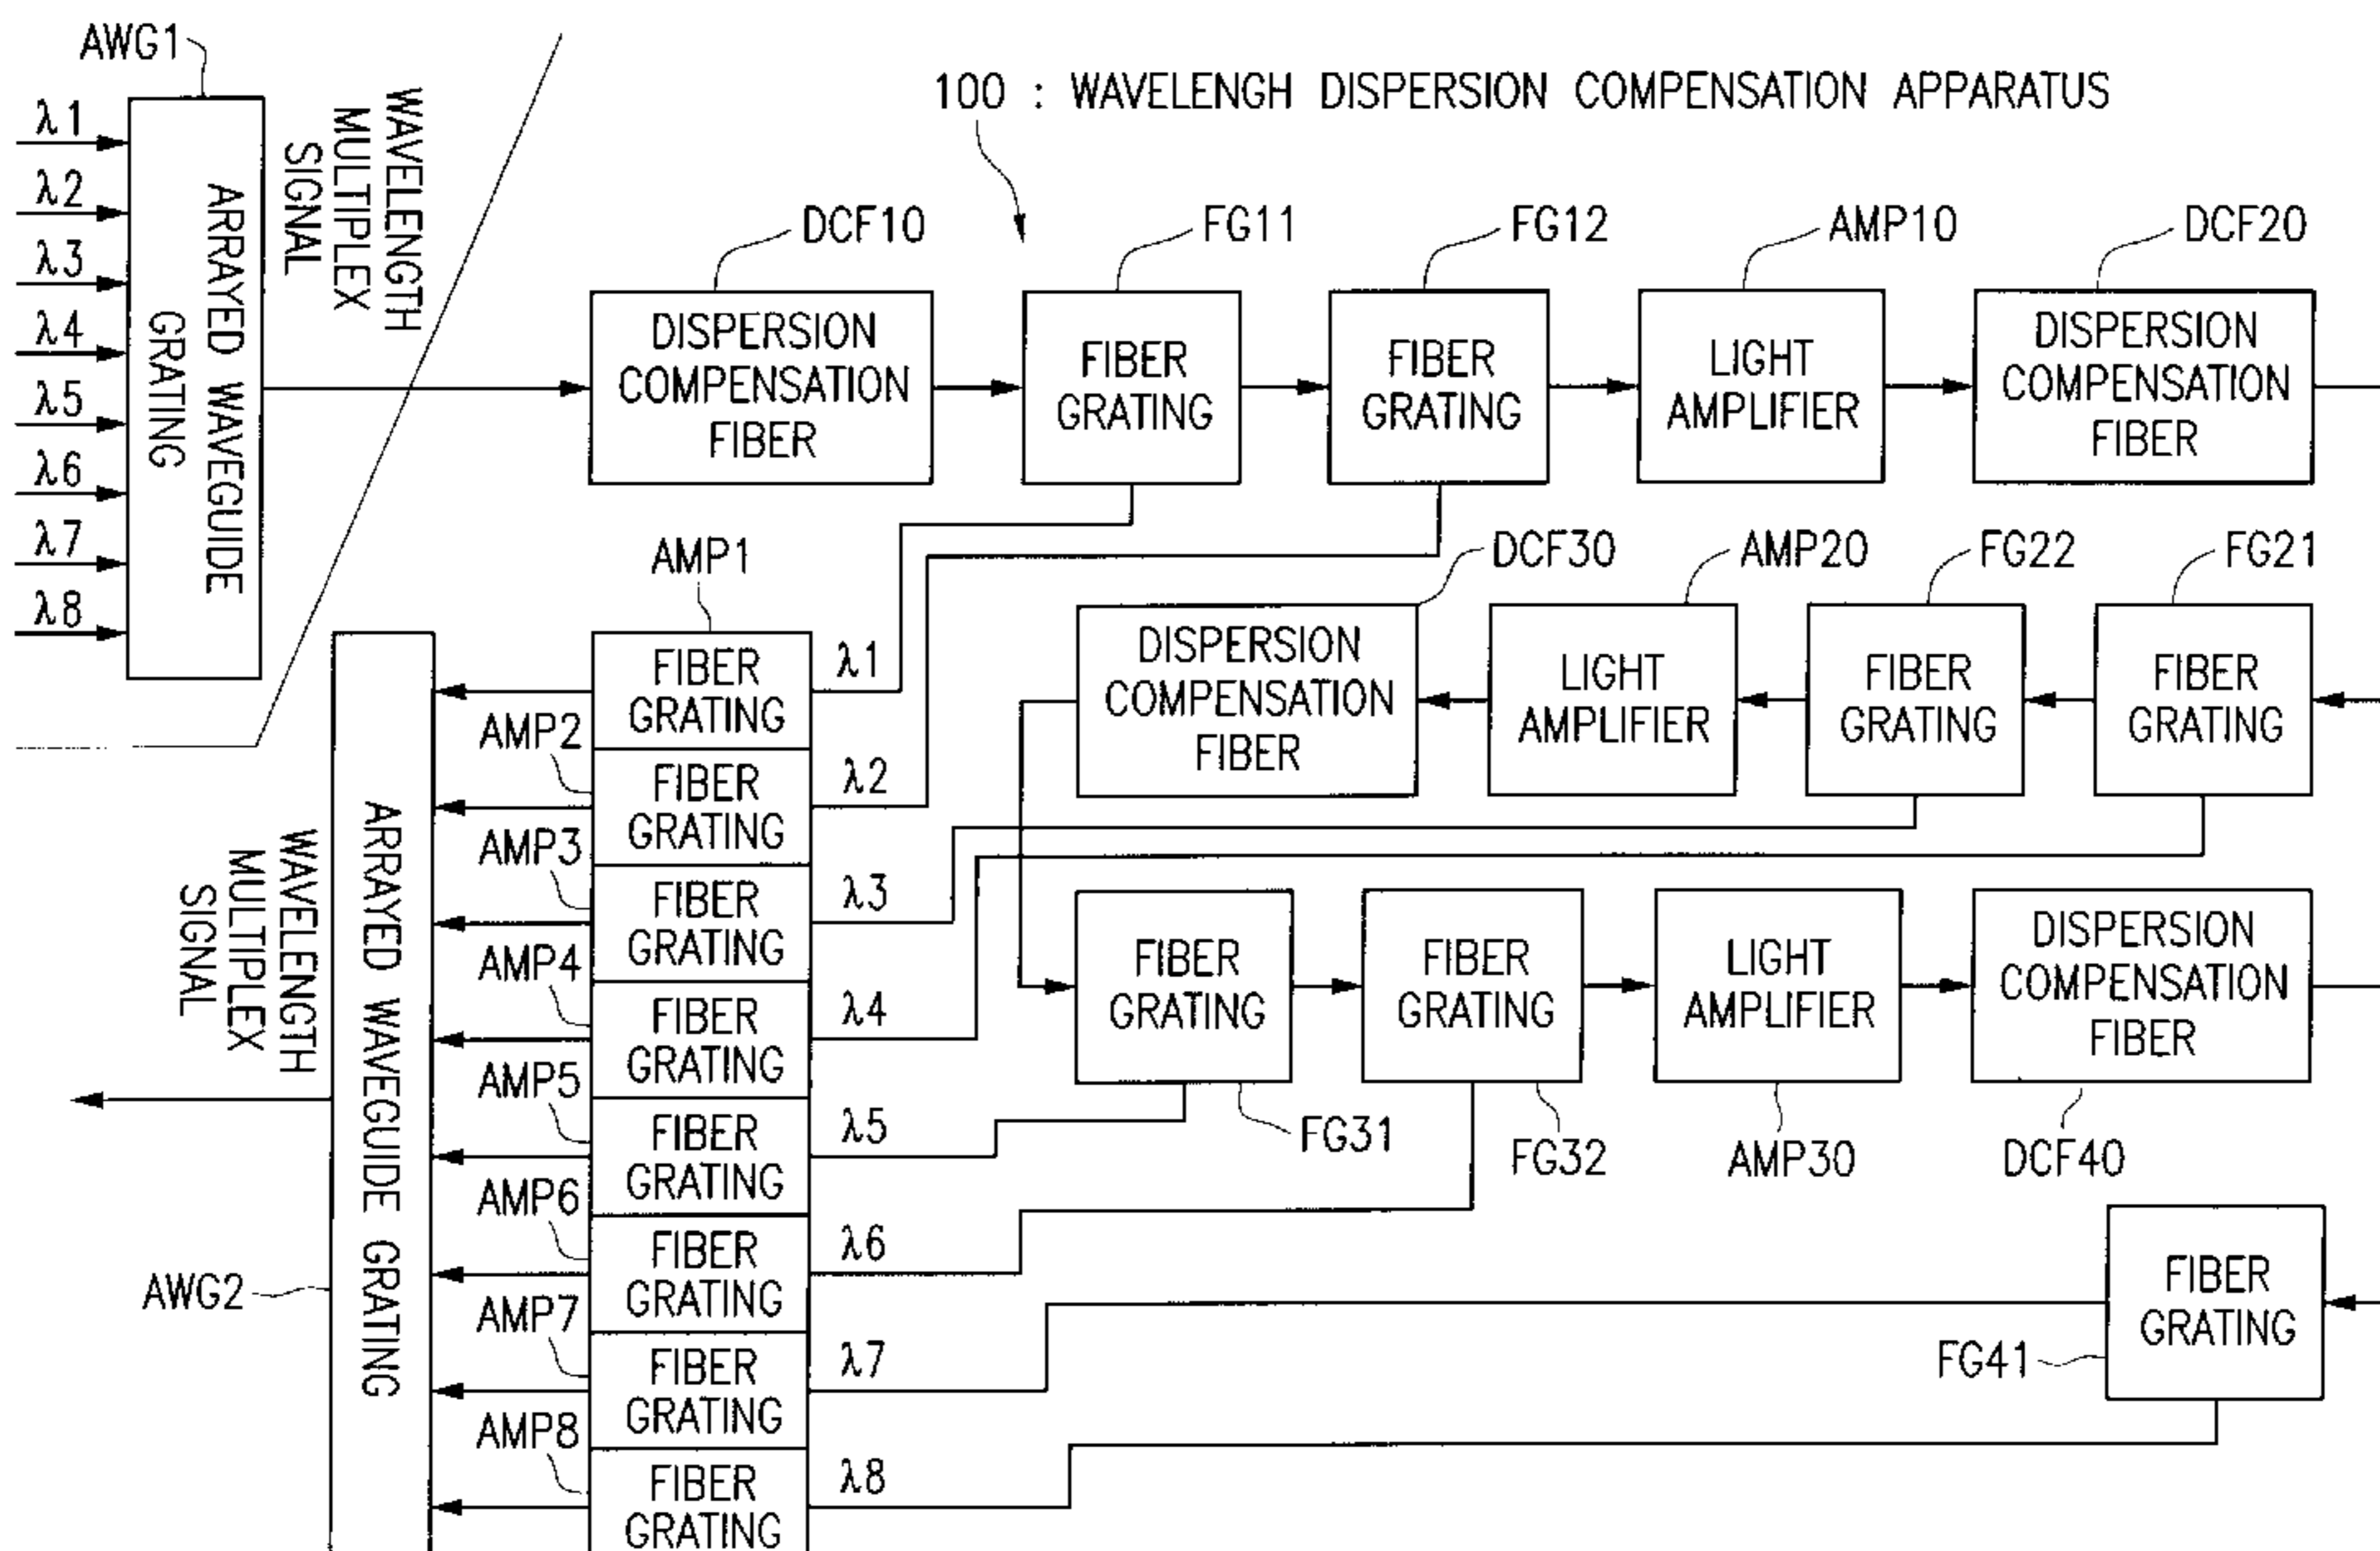 AWG1
100 : WAVELENGH DISPERSION COMPENSATION APPARATUS
λ1
λ2
λ3
λ4
λ5
λ6
λ7
λ8
ARRAYED WAVEGUIDE
GRATING
WAVELENGTH
MULTIPLEX
SIGNAL
DCF10
FG11
FG12
AMP10
DCF20
DISPERSION
COMPENSATION
FIBER
FIBER
GRATING
FIBER
GRATING
LIGHT
AMPLIFIER
DISPERSION
COMPENSATION
FIBER
DCF30
AMP20
FG22
FG21
DISPERSION
COMPENSATION
FIBER
LIGHT
AMPLIFIER
FIBER
GRATING
FIBER
GRATING
FIBER
GRATING
FIBER
GRATING
LIGHT
AMPLIFIER
DISPERSION
COMPENSATION
FIBER
FG31
FG32
AMP30
DCF40
FIBER
GRATING
FG41
AMP1
FIBER
GRATING
λ1
AMP2
FIBER
GRATING
λ2
AMP3
FIBER
GRATING
λ3
AMP4
FIBER
GRATING
λ4
AMP5
FIBER
GRATING
λ5
AMP6
FIBER
GRATING
λ6
AMP7
FIBER
GRATING
λ7
AMP8
FIBER
GRATING
λ8
ARRAYED WAVEGUIDE GRATING
WAVELENGTH
MULTIPLEX
SIGNAL
AWG2